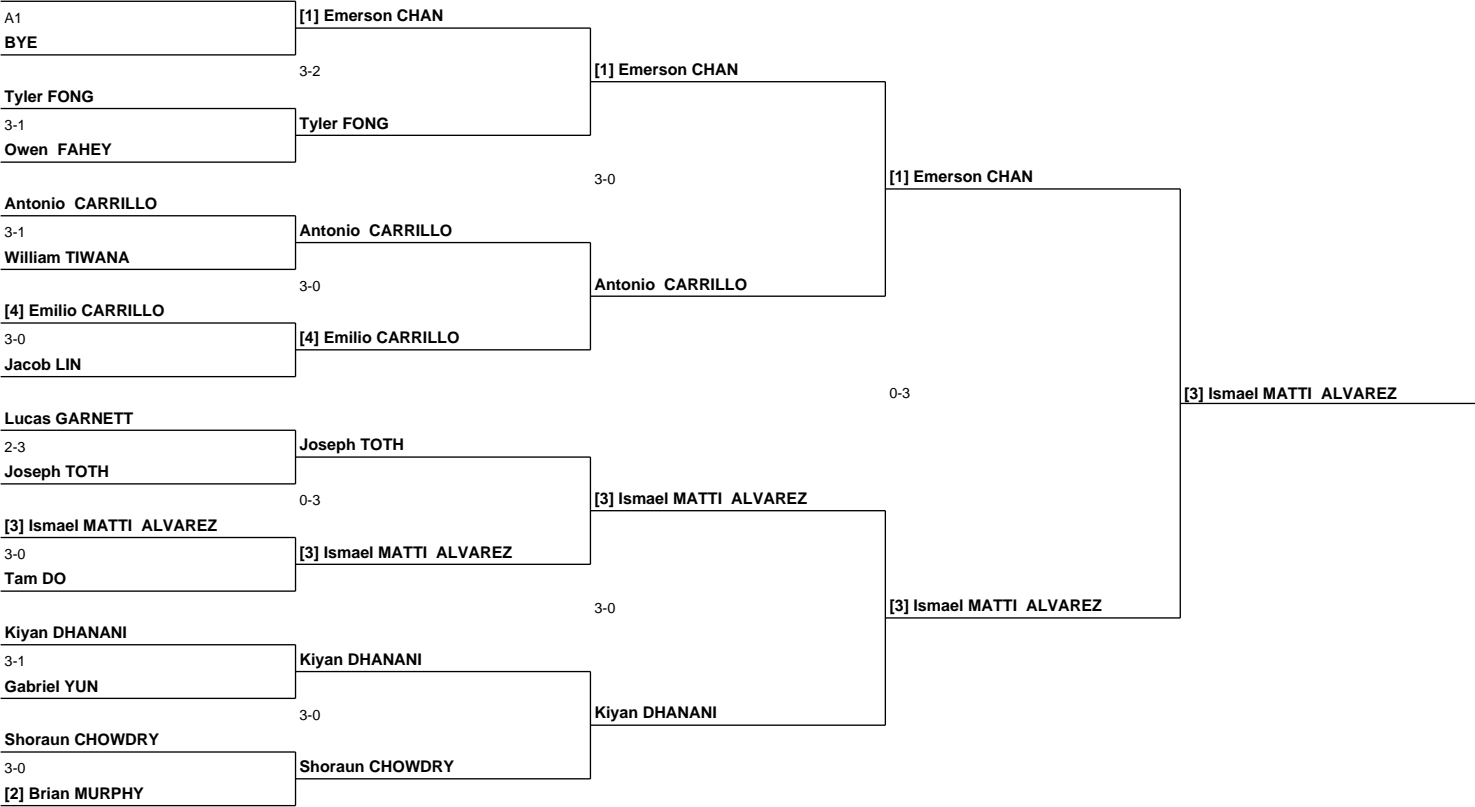 A1
BYE
Tyler FONG
3-1
Owen  FAHEY
Antonio  CARRILLO
3-1
William TIWANA
[4] Emilio CARRILLO
3-0
Jacob LIN
Lucas GARNETT
2-3
Joseph TOTH
[3] Ismael MATTI  ALVAREZ
3-0
Tam DO
Kiyan DHANANI
3-1
Gabriel YUN
Shoraun CHOWDRY
3-0
[2] Brian MURPHY
[1] Emerson CHAN
3-2
Tyler FONG
Antonio  CARRILLO
3-0
[4] Emilio CARRILLO
Joseph TOTH
0-3
[3] Ismael MATTI  ALVAREZ
Kiyan DHANANI
3-0
Shoraun CHOWDRY
[1] Emerson CHAN
3-0
Antonio  CARRILLO
[3] Ismael MATTI  ALVAREZ
3-0
Kiyan DHANANI
[1] Emerson CHAN
0-3
[3] Ismael MATTI  ALVAREZ
[3] Ismael MATTI  ALVAREZ